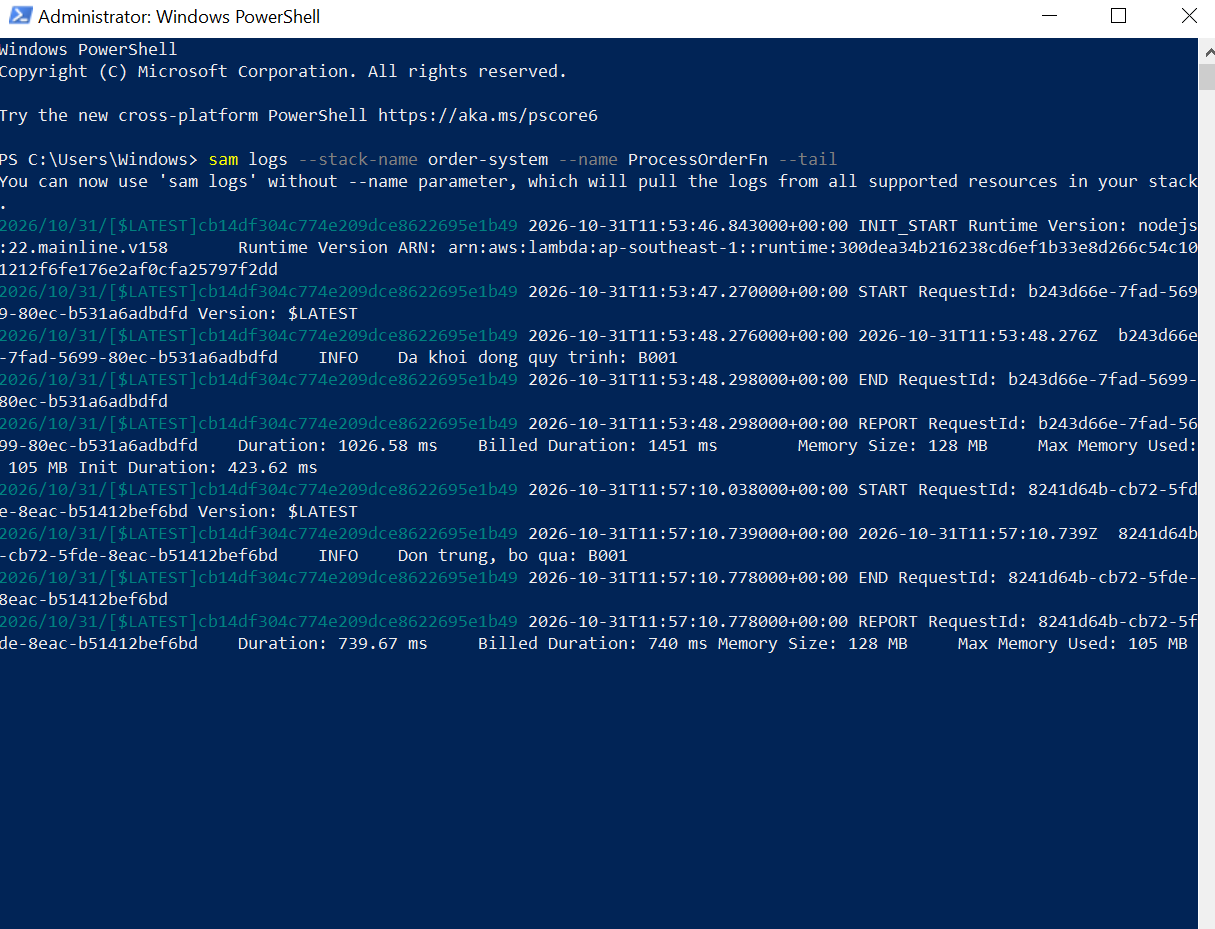 Administrator: Windows PowerShell
Windows PowerShell
Copyright (C) Microsoft Corporation. All rights reserved.
Try the new cross-platform PowerShell https://aka.ms/pscore6
PS C:\Users\Windows> sam logs --stack-name order-system --name ProcessOrderFn --tail
You can now use 'sam logs' without --name parameter, which will pull the logs from all supported resources in your stack
.
2026/10/31/[$LATEST]cb14df304c774e209dce8622695e1b49 2026-10-31T11:53:46.843000+00:00 INIT_START Runtime Version: nodejs
:22.mainline.v158       Runtime Version ARN: arn:aws:lambda:ap-southeast-1::runtime:300dea34b216238cd6ef1b33e8d266c54c10
1212f6fe176e2af0cfa25797f2dd
2026/10/31/[$LATEST]cb14df304c774e209dce8622695e1b49 2026-10-31T11:53:47.270000+00:00 START RequestId: b243d66e-7fad-569
9-80ec-b531a6adbdfd Version: $LATEST
2026/10/31/[$LATEST]cb14df304c774e209dce8622695e1b49 2026-10-31T11:53:48.276000+00:00 2026-10-31T11:53:48.276Z  b243d66e
-7fad-5699-80ec-b531a6adbdfd    INFO    Da khoi dong quy trinh: B001
2026/10/31/[$LATEST]cb14df304c774e209dce8622695e1b49 2026-10-31T11:53:48.298000+00:00 END RequestId: b243d66e-7fad-5699-
80ec-b531a6adbdfd
2026/10/31/[$LATEST]cb14df304c774e209dce8622695e1b49 2026-10-31T11:53:48.298000+00:00 REPORT RequestId: b243d66e-7fad-56
99-80ec-b531a6adbdfd    Duration: 1026.58 ms    Billed Duration: 1451 ms        Memory Size: 128 MB     Max Memory Used:
 105 MB Init Duration: 423.62 ms
2026/10/31/[$LATEST]cb14df304c774e209dce8622695e1b49 2026-10-31T11:57:10.038000+00:00 START RequestId: 8241d64b-cb72-5fd
e-8eac-b51412bef6bd Version: $LATEST
2026/10/31/[$LATEST]cb14df304c774e209dce8622695e1b49 2026-10-31T11:57:10.739000+00:00 2026-10-31T11:57:10.739Z  8241d64b
-cb72-5fde-8eac-b51412bef6bd    INFO    Don trung, bo qua: B001
2026/10/31/[$LATEST]cb14df304c774e209dce8622695e1b49 2026-10-31T11:57:10.778000+00:00 END RequestId: 8241d64b-cb72-5fde-
8eac-b51412bef6bd
2026/10/31/[$LATEST]cb14df304c774e209dce8622695e1b49 2026-10-31T11:57:10.778000+00:00 REPORT RequestId: 8241d64b-cb72-5f
de-8eac-b51412bef6bd    Duration: 739.67 ms     Billed Duration: 740 ms Memory Size: 128 MB     Max Memory Used: 105 MB